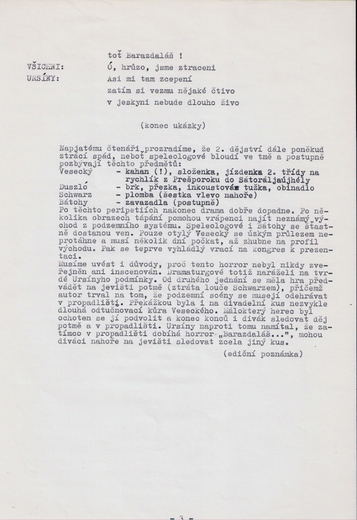 toť Barazdaláš !
VŠICHNI: Ó, hrůzo, jsme ztraceni
URSÍNY: Asi mi tam zcepení
zatím si vezmu nějaké čtivo
v jeskyni nebude dlouho živo
(konec ukázky)
Napjatému čtenáři prozradíme, že 2. dějství dále poněkud
ztrácí spád, neboť speleologové bloudí ve tmě a postupně
pozbývají těchto předmětů:
Vesecký - kahan (!), složenka, jízdenka 2. třídy na
rychlík z Prešporoku do Sátoraljaújhély
Duszló - brk, přezka, inkoustová tužka, obinadlo
Schwarz - plomba (šestka vlevo nahoře)
Bátohy - zavazadla (postupně)
Po těchto peripetiích nakonec drama dobře dopadne. Po ně-
kolika obrazech tápání pomohou vrápenci najít neznámý vý-
chod z podzemního systému. Speleologové i Bátohy se šťast-
ně dostanou ven. Pouze otylý Vesecký se úzkým průlezem ne-
protáhne a musí několik dní počkat, až zhubne na profil
východu. Pak se teprve vyhládlý vrací na kongres k prezen-
taci.
Musíme uvést i důvody, proč tento horror nebyl nikdy zve-
řejněn ani inscenován. Dramaturgové totiž naráželi na tvr-
dé Ursínyho podmínky. Od druhého jednání se měla hra před-
vádět na jevišti potmě (ztráta louče Schwarzem), přičemž
autor trval na tom, že podzemní scény se musejí odehrávat
v propadlišti. Překážkou byla i na divadelní kus nezvykle
dlouhá odtučňovací kúra Veseckého. Málokterý herec byl
ochoten se jí podvolit a konec konců i divák sledovat děj
potmě a v propadlišti. Ursíny naproti tomu namítal, že za-
tímco v propadlišti dobíhá horror "Barazdaláš...", mohou
diváci nahoře na jevišti sledovat zcela jiný kus.
(ediční poznámka)
- 3 -